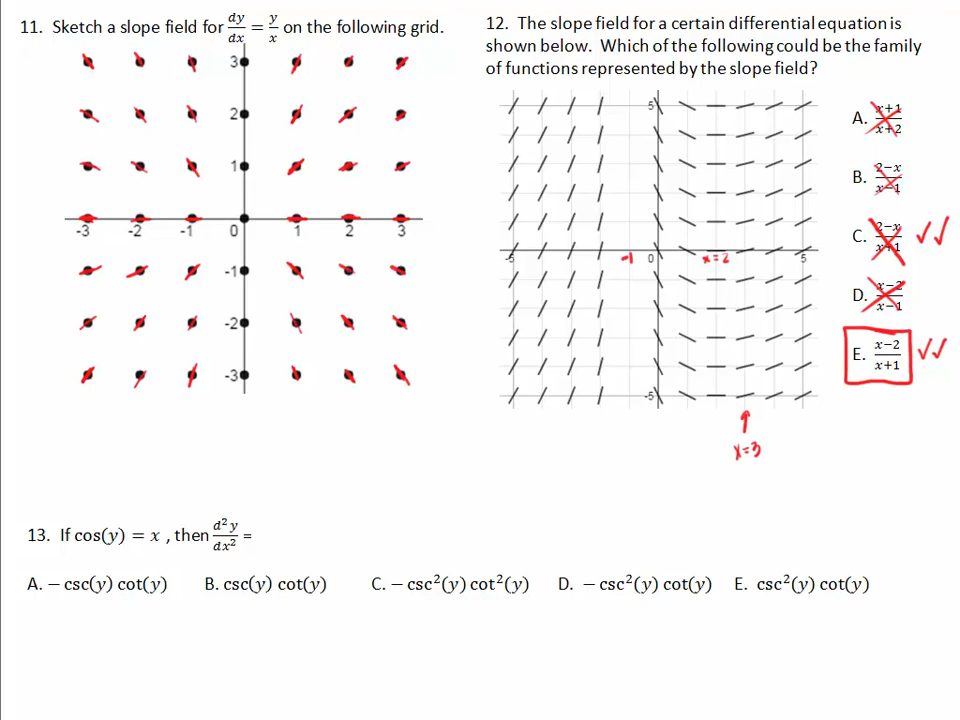 11. Sketch a slope field for dy/dx = y/x on the following grid.
3
2
1
-3 -2 -1 0 1 2 3
-1
-2
-3
12. The slope field for a certain differential equation is
shown below. Which of the following could be the family
of functions represented by the slope field?
5
-5 -1 0 x=2 5
-5
x=3
A. x+1/x+2
B. 2−x/x−1
C. 2−x/x+1 ✓✓
D. x−2/x−1
E. x−2/x+1 ✓✓
13. If cos(y) = x , then d²y/dx² =
A. − csc(y) cot(y) B. csc(y) cot(y) C. − csc²(y) cot²(y) D. − csc²(y) cot(y) E. csc²(y) cot(y)